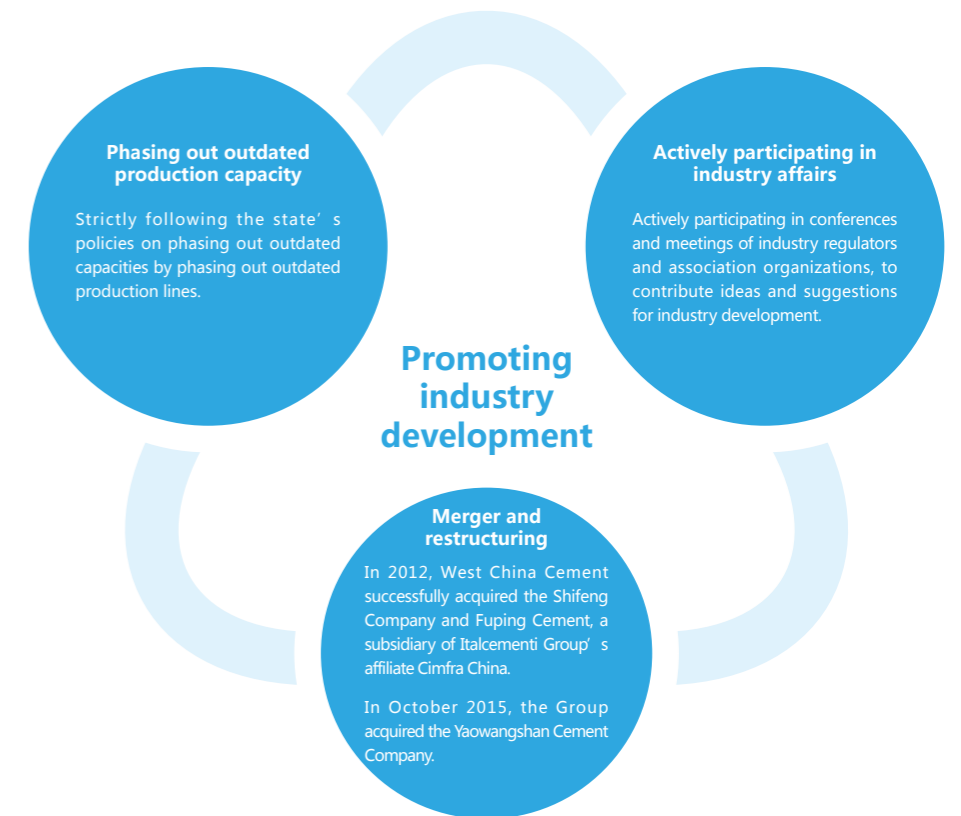 Phasing out outdated
production capacity
Strictly following the state’ s
policies on phasing out outdated
capacities by phasing out outdated
production lines.
Actively participating in
industry affairs
Actively participating in conferences
and meetings of industry regulators
and association organizations, to
contribute ideas and suggestions
for industry development.
Promoting
industry
development
Merger and
restructuring
In 2012, West China Cement
successfully acquired the Shifeng
Company and Fuping Cement, a
subsidiary of Italcementi Group’ s
affiliate Cimfra China.
In October 2015, the Group
acquired the Yaowangshan Cement
Company.